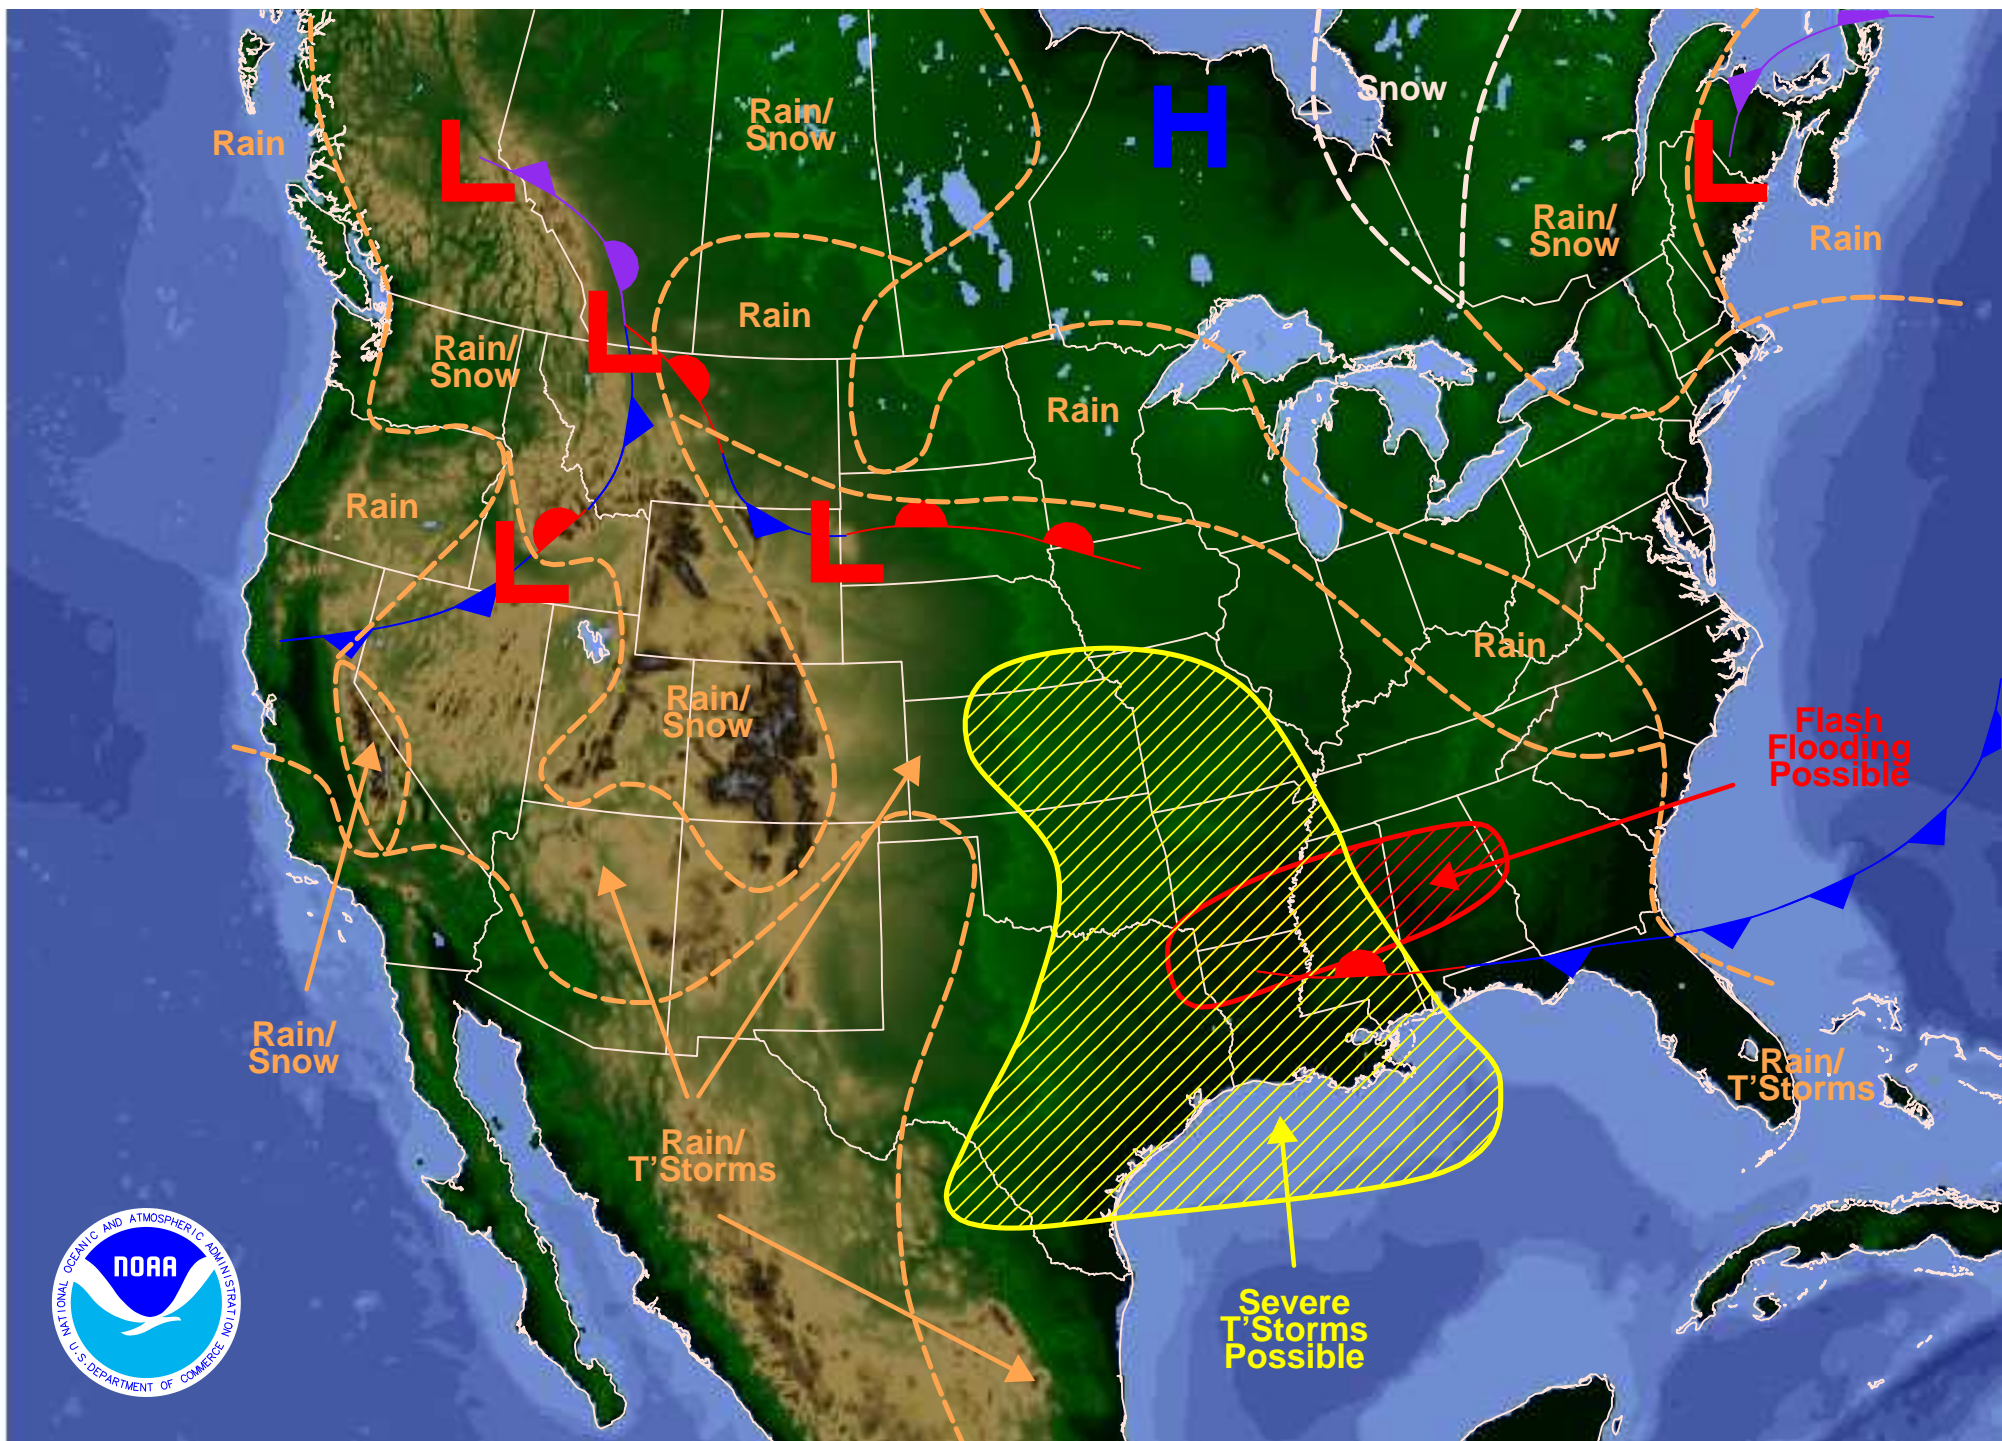 Rain
Rain/
Snow
Snow
H
L
L
Rain/
Snow
Rain
Rain
L
Rain/
Snow
Rain
Rain
L
L
Rain
Rain/
Snow
Flash
Flooding
Possible
Rain/
Snow
Rain/
T'Storms
Rain/
T'Storms
Severe
T'Storms
Possible
NATIONAL OCEANIC AND ATMOSPHERIC ADMINISTRATION
NOAA
U.S. DEPARTMENT OF COMMERCE